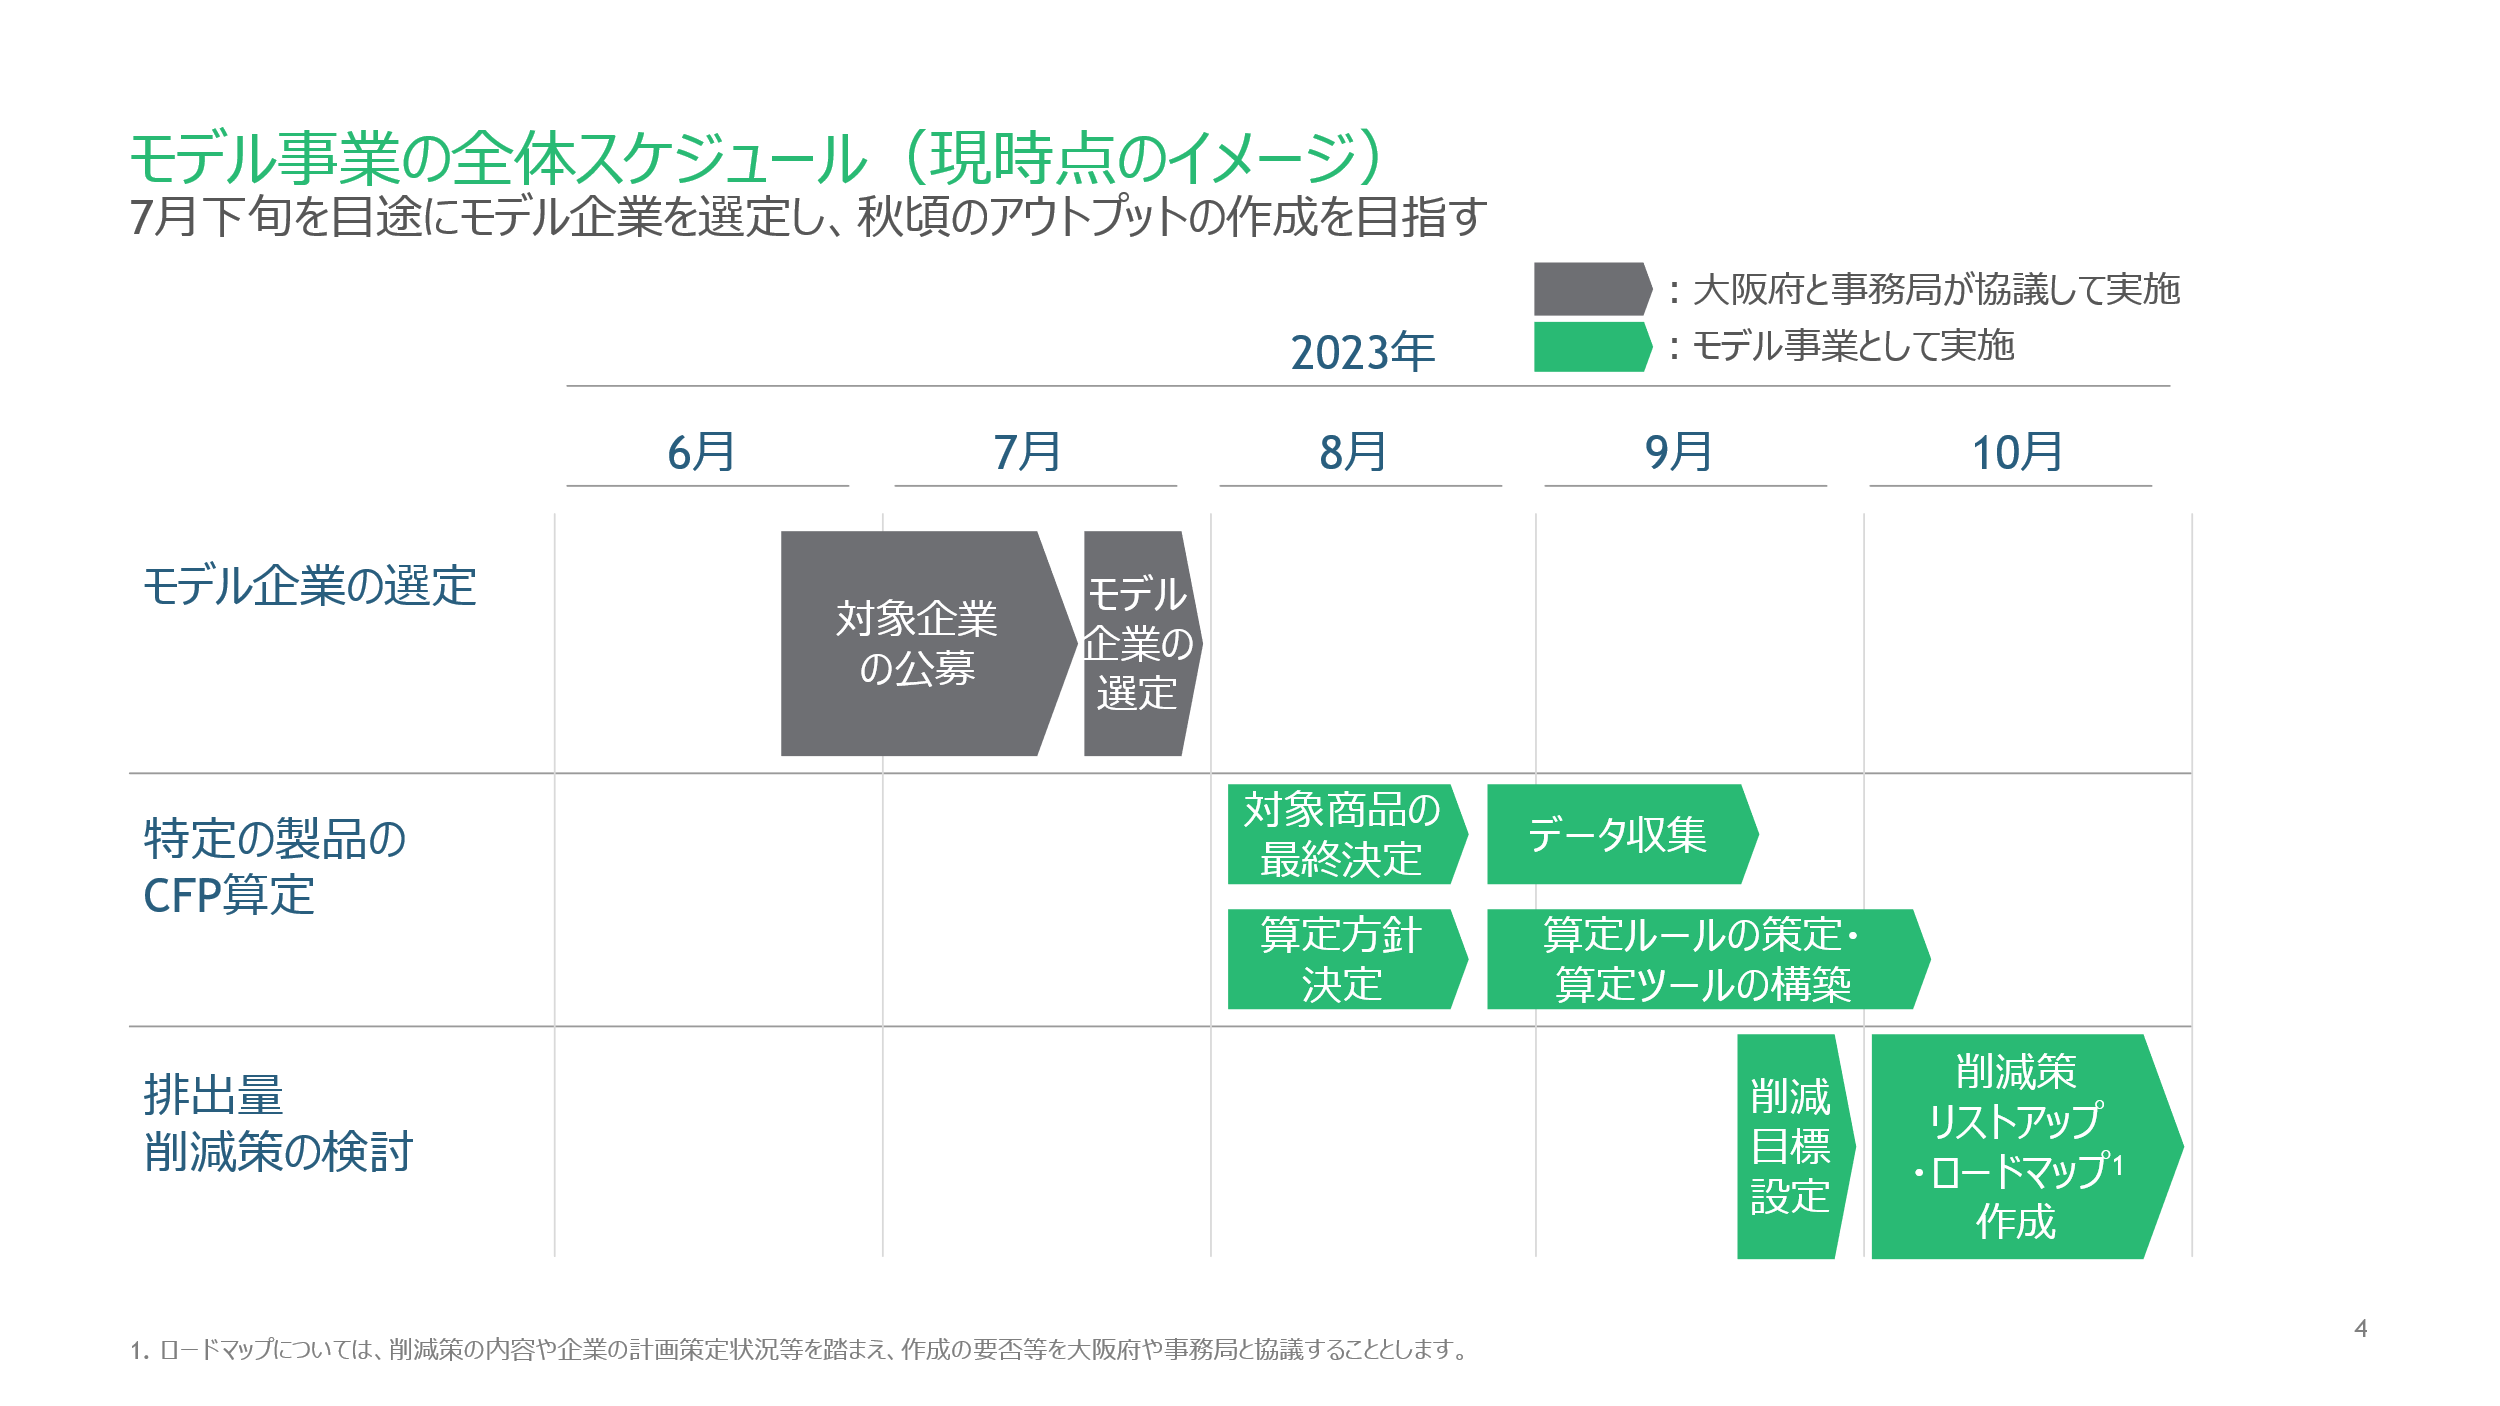 モデル事業の全体スケジュール（現時点のイメージ）
7月下旬を目途にモデル企業を選定し、秋頃のアウトプットの作成を目指す
：大阪府と事務局が協議して実施
：モデル事業として実施
2023年
6月
7月
8月
9月
10月
モデル企業の選定
対象企業
の公募
モデル
企業の
選定
特定の製品の
CFP算定
対象商品の
最終決定
データ収集
算定方針
決定
算定ルールの策定・
算定ツールの構築
排出量
削減策の検討
削減
目標
設定
削減策
リストアップ
・ロードマップ1
作成
1. ロードマップについては、削減策の内容や企業の計画策定状況等を踏まえ、作成の要否等を大阪府や事務局と協議することとします。
4